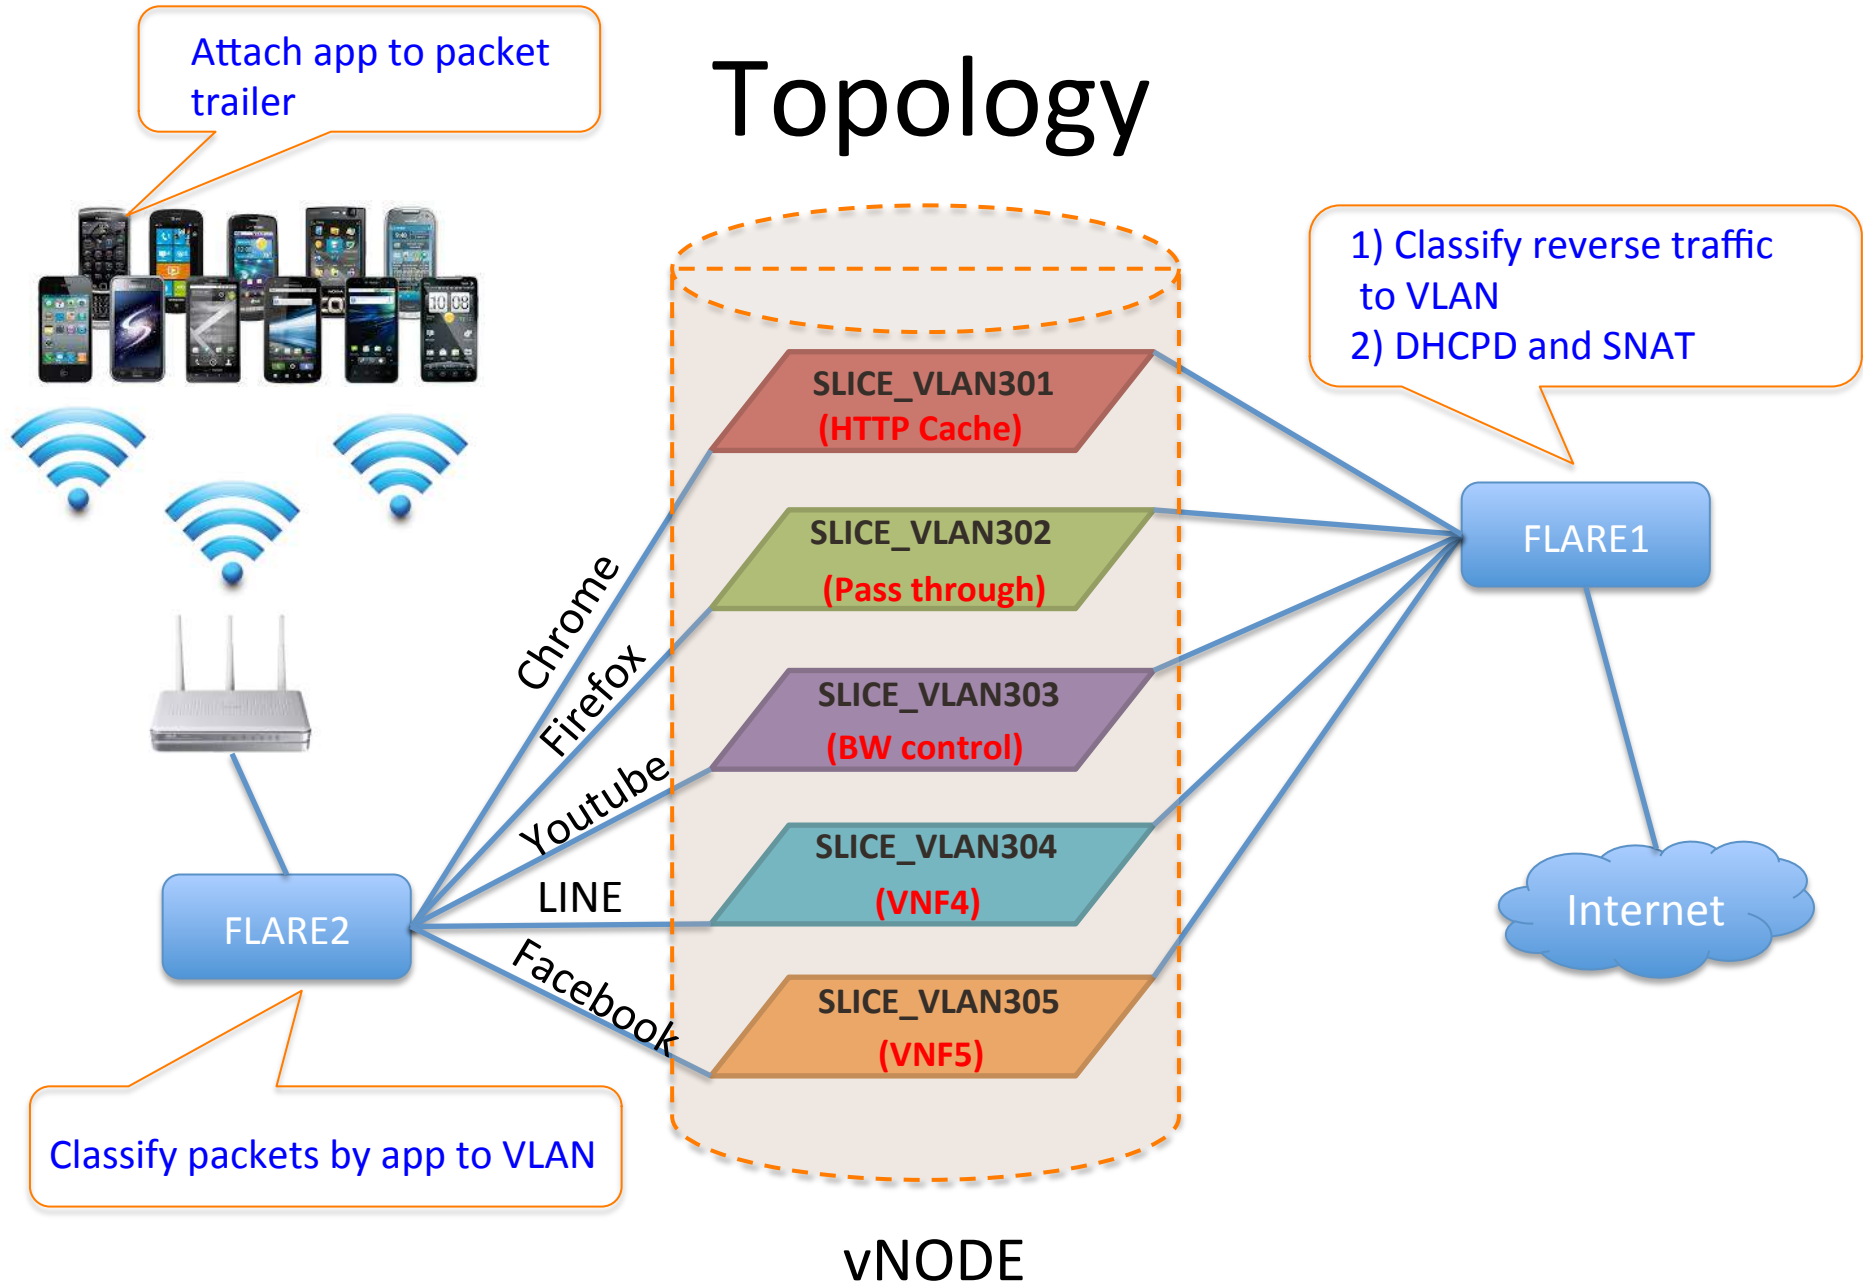 Topology
Attach app to packet
trailer
1) Classify reverse traffic
to VLAN
2) DHCPD and SNAT
SLICE_VLAN301
(HTTP Cache)
SLICE_VLAN302
(Pass through)
SLICE_VLAN303
(BW control)
SLICE_VLAN304
(VNF4)
SLICE_VLAN305
(VNF5)
Chrome
Firefox
Youtube
LINE
Facebook
FLARE1
FLARE2
Internet
Classify packets by app to VLAN
vNODE